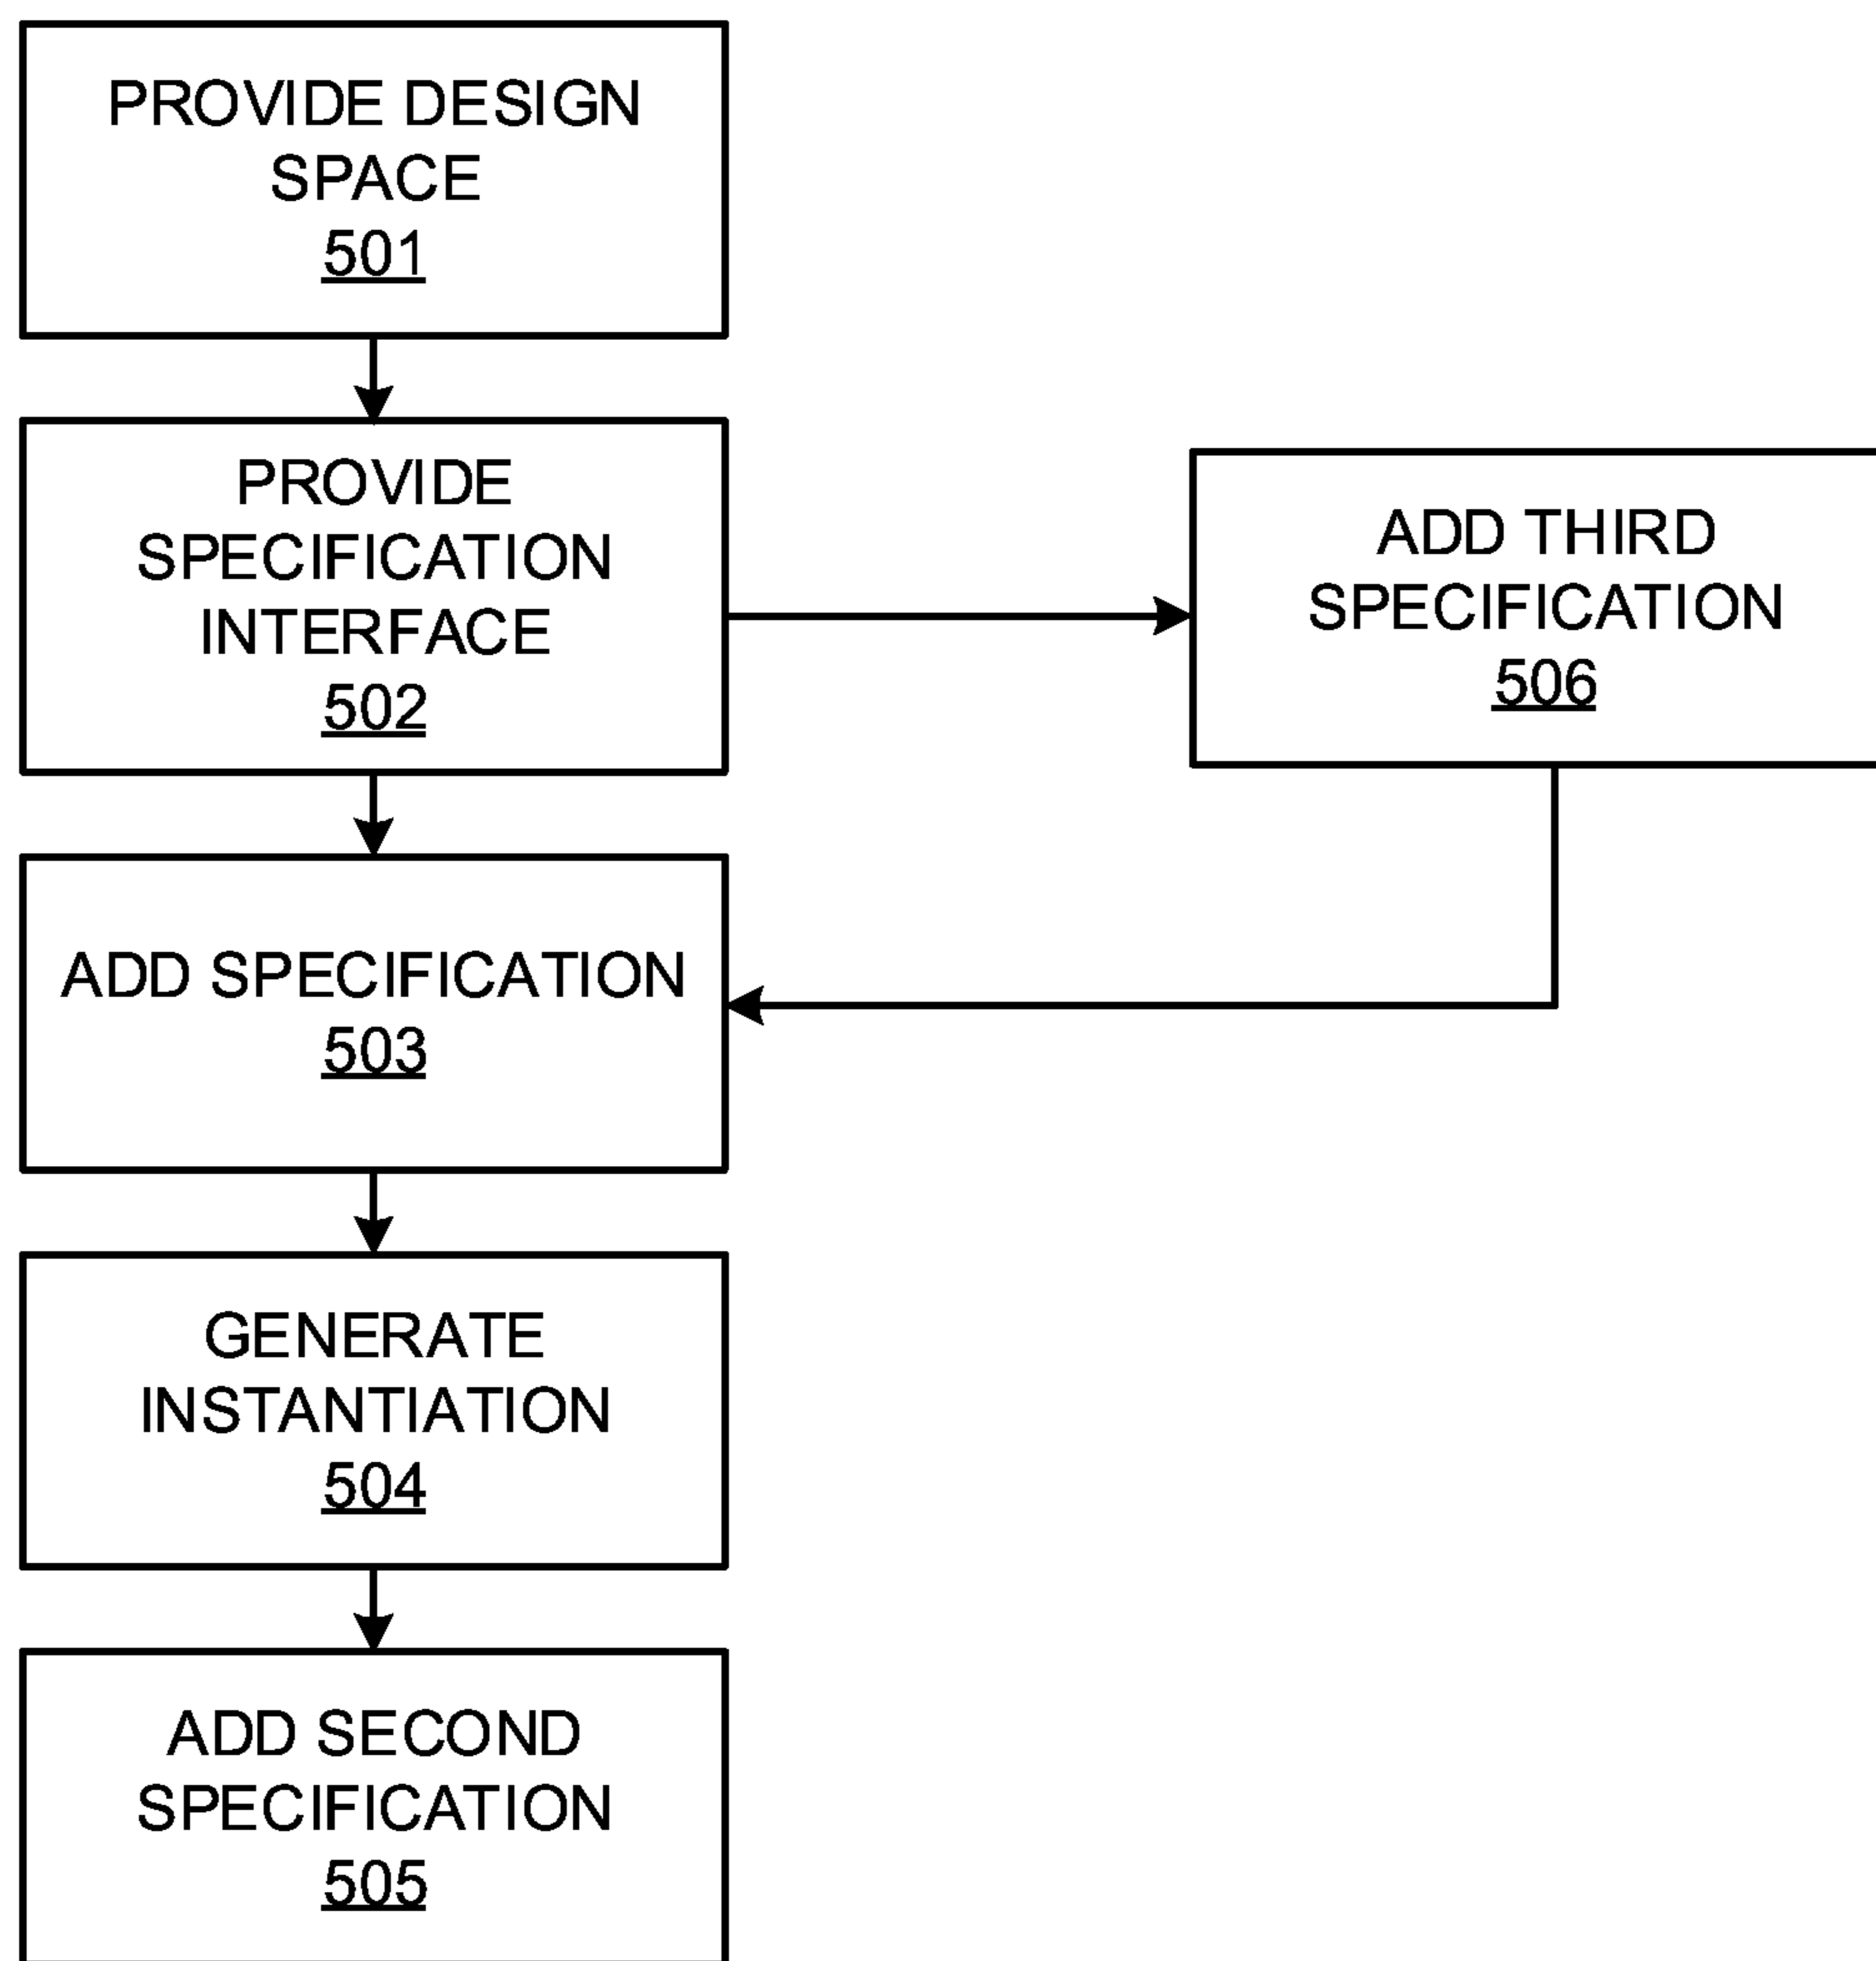 PROVIDE DESIGN
SPACE
501
PROVIDE
SPECIFICATION
INTERFACE
502
ADD THIRD
SPECIFICATION
506
ADD SPECIFICATION
503
GENERATE
INSTANTIATION
504
ADD SECOND
SPECIFICATION
505